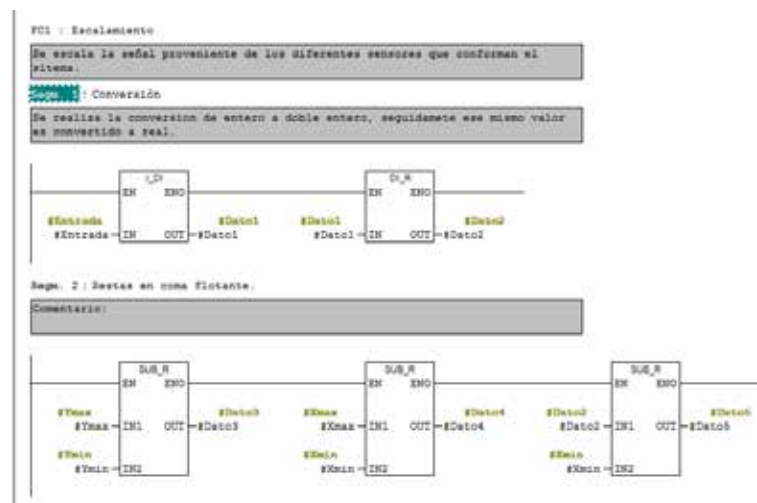 FC1 : Escalamiento
Se escala la señal proveniente de los diferentes sensores que conforman el
sitema.
Segm. 1 : Conversión
Se realiza la conversion de entero a doble entero, seguidamete ese mismo valor
es convertido a real.
I_DI DI_R
EN ENO EN ENO
#Entrada #Dato1 #Dato1 #Dato2
#Entrada IN OUT #Dato1 #Dato1 IN OUT #Dato2
Segm. 2 : Restas en coma flotante.
Comentario:
SUB_R SUB_R SUB_R
EN ENO EN ENO EN ENO
#Ymax #Dato3 #Xmax #Dato4 #Dato2 #Dato5
#Ymax IN1 OUT #Dato3 #Xmax IN1 OUT #Dato4 #Dato2 IN1 OUT #Dato5
#Ymin #Xmin #Xmin
#Ymin IN2 #Xmin IN2 #Xmin IN2